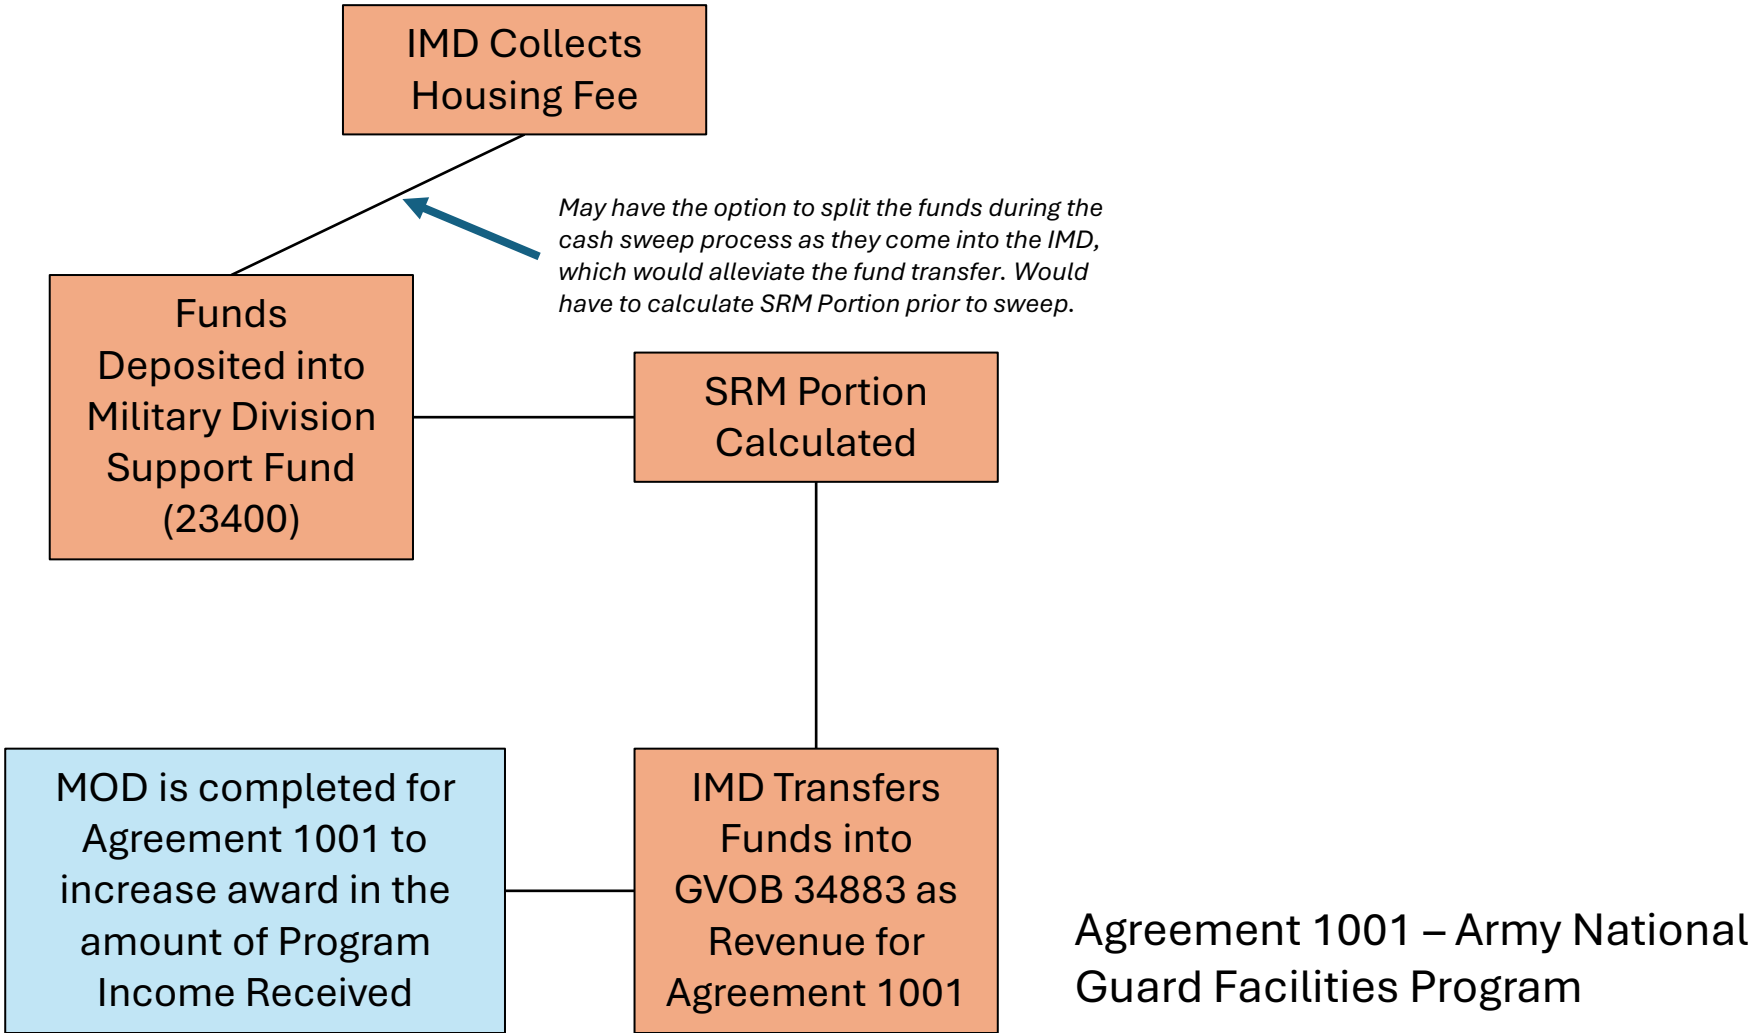 IMD Collects
Housing Fee
May have the option to split the funds during the
cash sweep process as they come into the IMD,
which would alleviate the fund transfer. Would
have to calculate SRM Portion prior to sweep.
Funds
Deposited into
Military Division
Support Fund
(23400)
SRM Portion
Calculated
MOD is completed for
Agreement 1001 to
increase award in the
amount of Program
Income Received
IMD Transfers
Funds into
GVOB 34883 as
Revenue for
Agreement 1001
Agreement 1001 – Army National
Guard Facilities Program